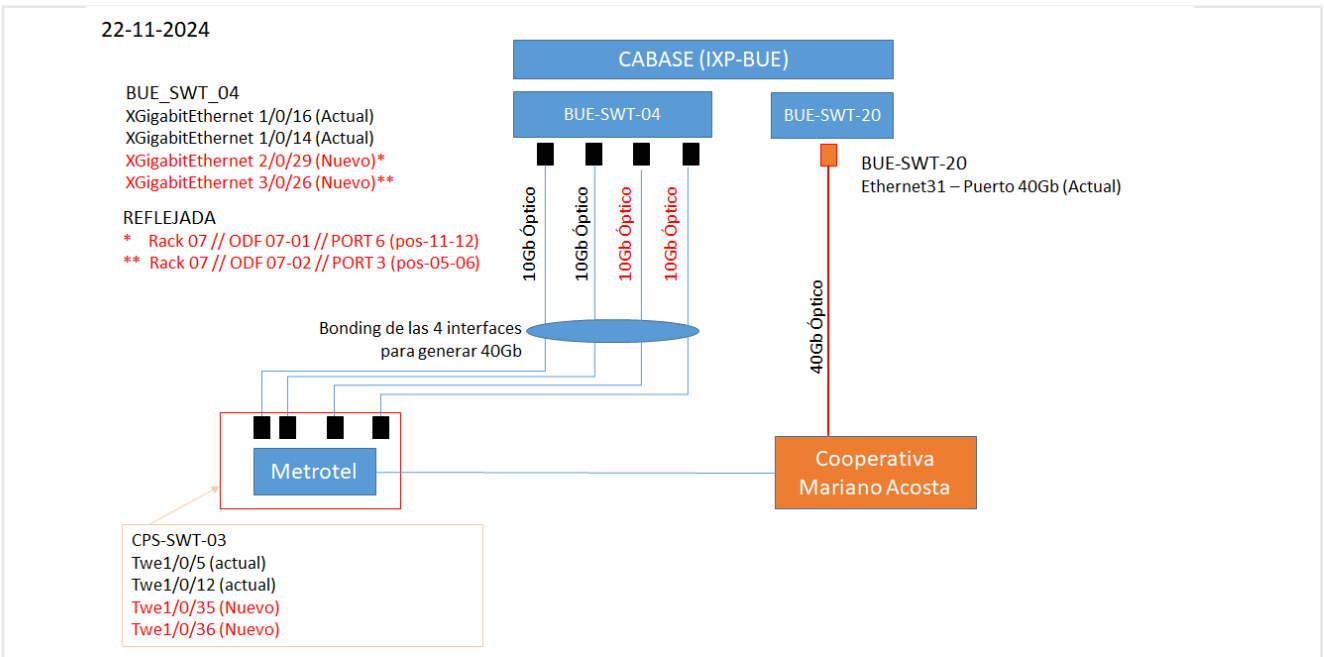 22-11-2024
CABASE (IXP-BUE)
BUE_SWT_04
XGigabitEthernet 1/0/16 (Actual)
XGigabitEthernet 1/0/14 (Actual)
XGigabitEthernet 2/0/29 (Nuevo)*
XGigabitEthernet 3/0/26 (Nuevo)**
REFLEJADA
* Rack 07 // ODF 07-01 // PORT 6 (pos-11-12)
** Rack 07 // ODF 07-02 // PORT 3 (pos-05-06)
BUE-SWT-04
BUE-SWT-20
BUE-SWT-20
Ethernet31 – Puerto 40Gb (Actual)
10Gb Óptico
10Gb Óptico
10Gb Óptico
10Gb Óptico
40Gb Óptico
Bonding de las 4 interfaces
para generar 40Gb
Metrotel
Cooperativa
Mariano Acosta
CPS-SWT-03
Twe1/0/5 (actual)
Twe1/0/12 (actual)
Twe1/0/35 (Nuevo)
Twe1/0/36 (Nuevo)